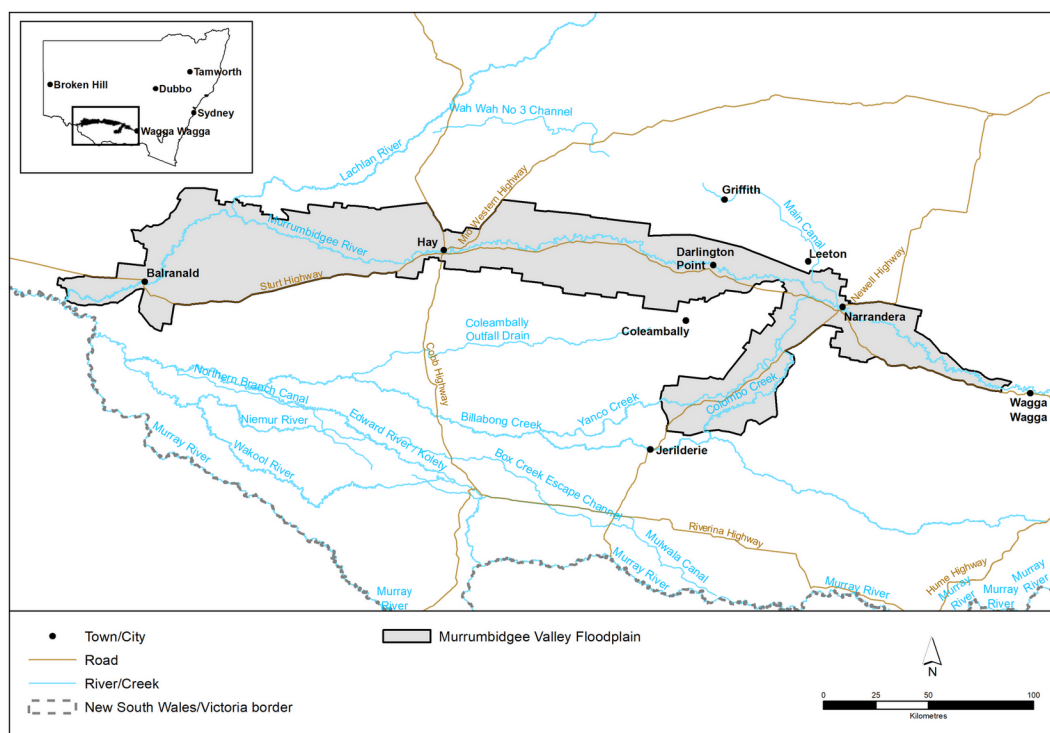 Broken Hill
Tamworth
Dubbo
Sydney
Wagga Wagga
Wah Wah No 3 Channel
Lachlan River
Mid Western Highway
Griffith
Main Canal
Murrumbidgee River
Hay
Darlington
Point
Leeton
Newell Highway
Balranald
Sturt Highway
Narrandera
Coleambally
Coleambally
Outfall Drain
Cobb Highway
Northern Branch Canal
Colombo Creek
Wagga
Wagga
Yanco Creek
Billabong Creek
Niemur River
Edward River / Kolety
Murray River
Wakool River
Jerilderie
Box Creek Escape Channel
Riverina Highway
Mulwala Canal
Murray River
Murray
River
Murray River
Hume Highway
Murray
River
Murray
River
Murray
River
Town/City
Road
River/Creek
New South Wales/Victoria border
Murrumbidgee Valley Floodplain
N
0 25 50 100
Kilometres